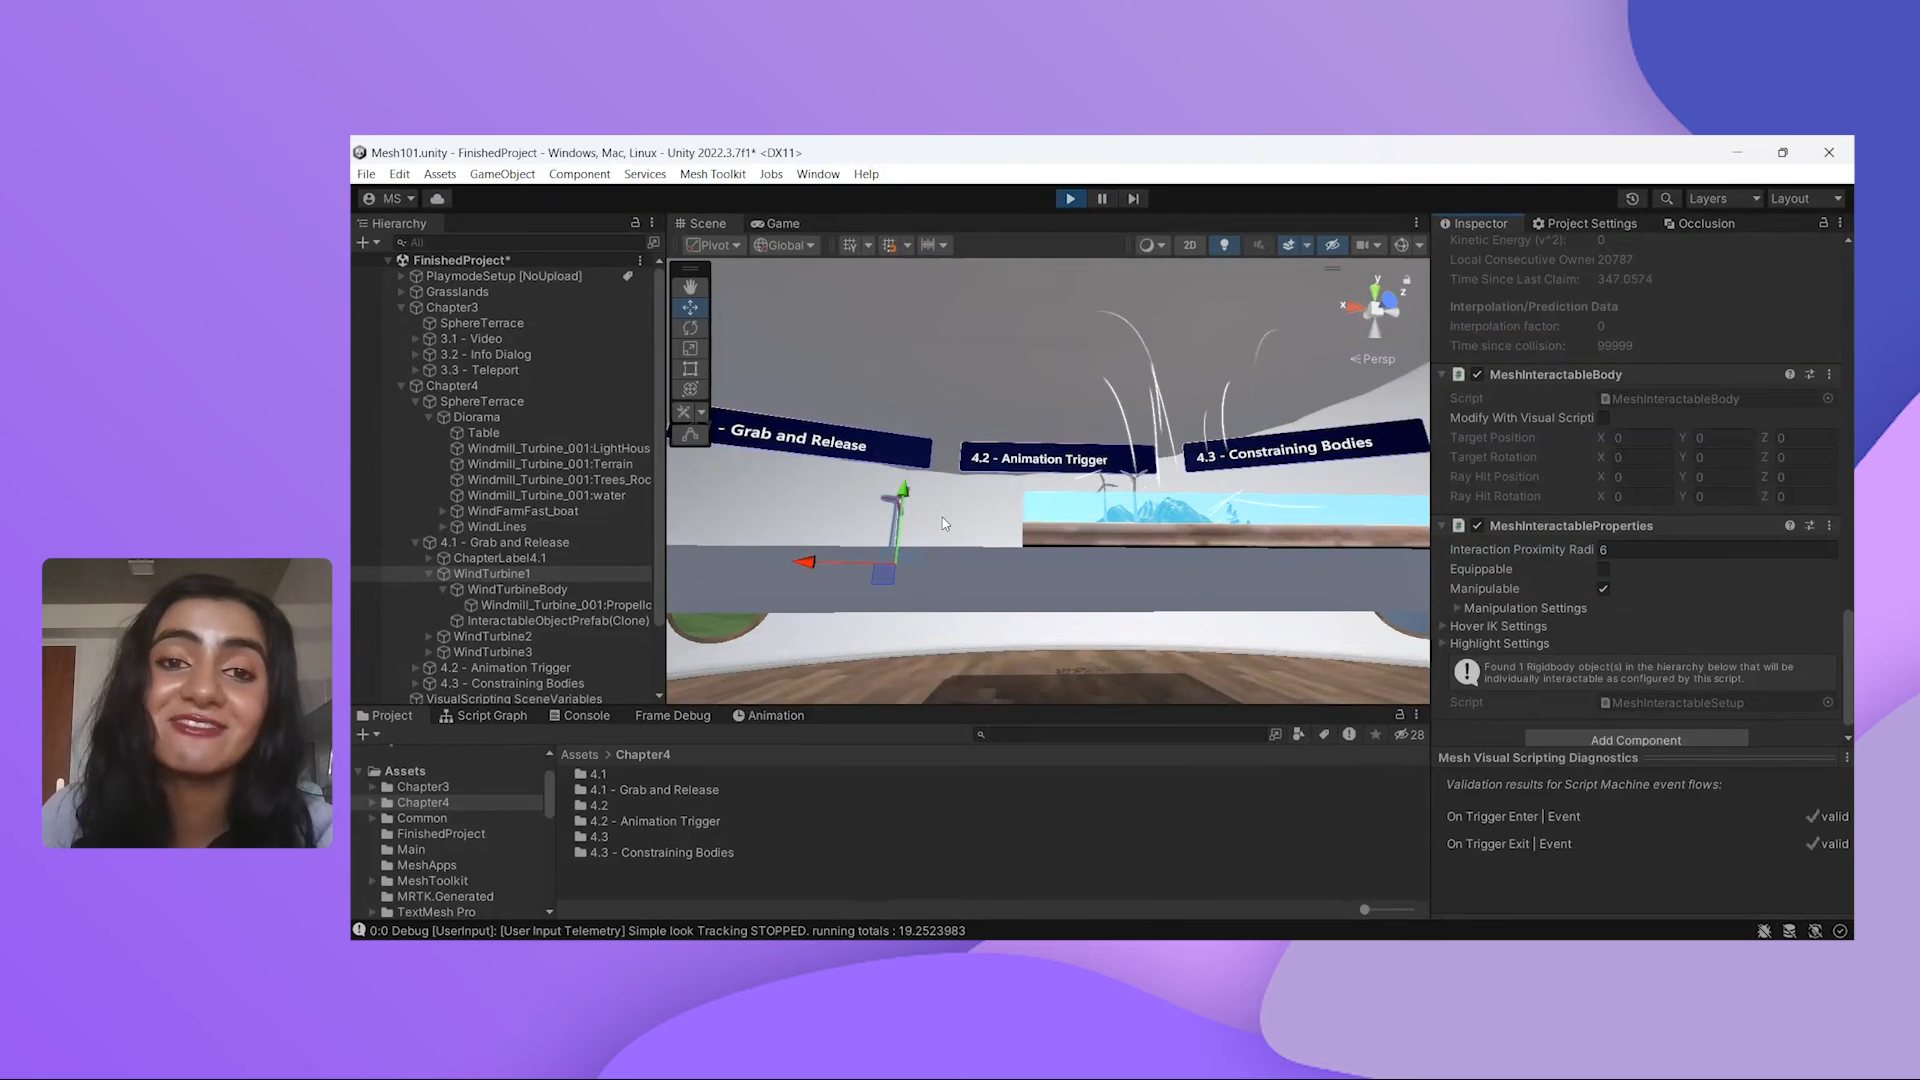 Mesh101.unity - FinishedProject - Windows, Mac, Linux - Unity 2022.3.7f1* <DX11>
File Edit Assets GameObject Component Services Mesh Toolkit Jobs Window Help
MS
Layers
Layout
Hierarchy
All
FinishedProject*
PlaymodeSetup [NoUpload]
Grasslands
Chapter3
SphereTerrace
3.1 - Video
3.2 - Info Dialog
3.3 - Teleport
Chapter4
SphereTerrace
Diorama
Table
Windmill_Turbine_001:LightHous
Windmill_Turbine_001:Terrain
Windmill_Turbine_001:Trees_Roc
Windmill_Turbine_001:water
WindFarmFast_boat
WindLines
4.1 - Grab and Release
ChapterLabel4.1
WindTurbine1
WindTurbineBody
Windmill_Turbine_001:Propello
InteractableObjectPrefab(Clone)
WindTurbine2
WindTurbine3
4.2 - Animation Trigger
4.3 - Constraining Bodies
VisualScripting SceneVariables
Scene
Game
Pivot
Global
2D
y
x
z
Persp
- Grab and Release
4.2 - Animation Trigger
4.3 - Constraining Bodies
Inspector
Project Settings
Occlusion
Kinetic Energy (v^2): 0
Local Consecutive Owner 20787
Time Since Last Claim: 347.0574
Interpolation/Prediction Data
Interpolation factor: 0
Time since collision: 99999
MeshInteractableBody
Script MeshInteractableBody
Modify With Visual Scripti
Target Position X 0 Y 0 Z 0
Target Rotation X 0 Y 0 Z 0
Ray Hit Position X 0 Y 0 Z 0
Ray Hit Rotation X 0 Y 0 Z 0
MeshInteractableProperties
Interaction Proximity Radi 6
Equippable
Manipulable
Manipulation Settings
Hover IK Settings
Highlight Settings
Found 1 Rigidbody object(s) in the hierarchy below that will be
individually interactable as configured by this script.
Script MeshInteractableSetup
Add Component
Mesh Visual Scripting Diagnostics
Validation results for Script Machine event flows:
On Trigger Enter | Event valid
On Trigger Exit | Event valid
Project
Script Graph
Console
Frame Debug
Animation
28
Assets
Chapter3
Chapter4
Common
FinishedProject
Main
MeshApps
MeshToolkit
MRTK.Generated
TextMesh Pro
Assets > Chapter4
4.1
4.1 - Grab and Release
4.2
4.2 - Animation Trigger
4.3
4.3 - Constraining Bodies
0:0 Debug [UserInput]: [User Input Telemetry] Simple look Tracking STOPPED. running totals : 19.2523983